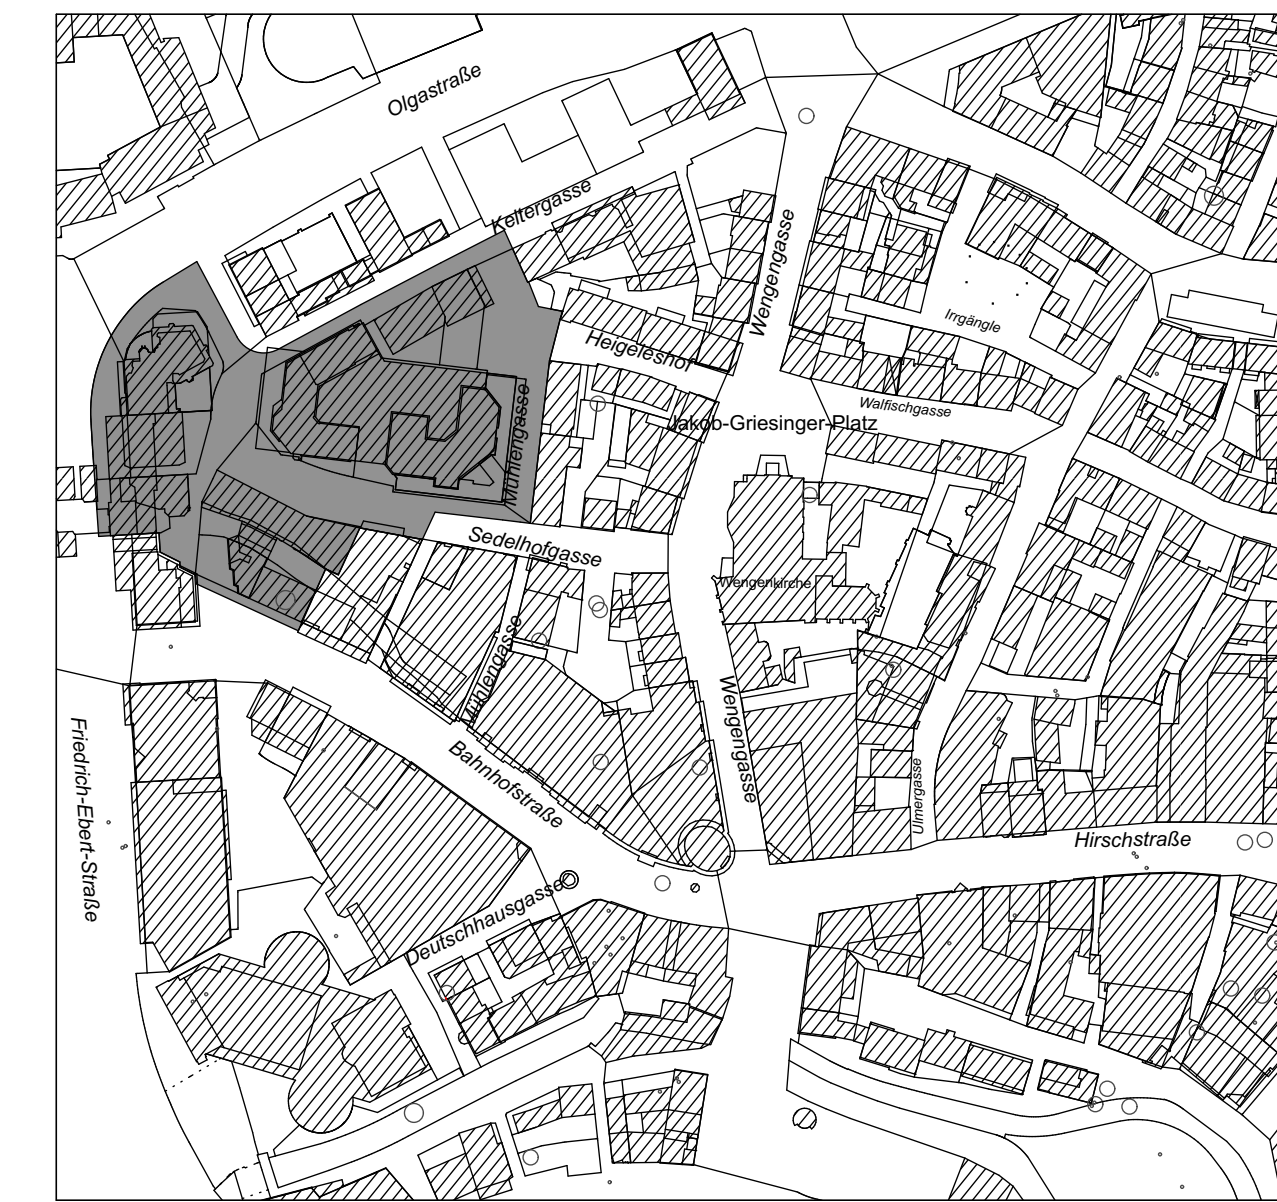 Olgastraße
Keltergasse
Wengengasse
Irrgängle
Heigeleshof
Walfischgasse
Jakob-Griesinger-Platz
Mühlengasse
Sedelhofgasse
Wengenkirche
Mühlengasse
Wengengasse
Friedrich-Ebert-Straße
Bahnhofstraße
Ulmergasse
Hirschstraße
Deutschhausgasse